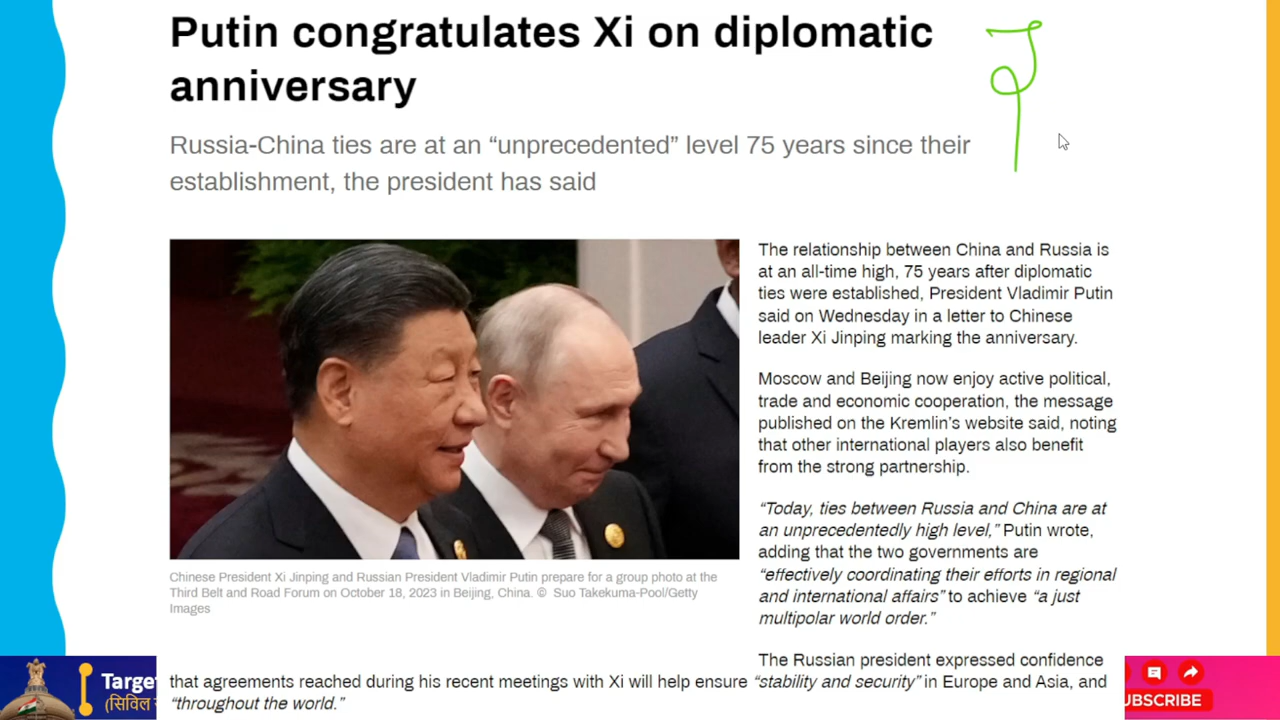 Putin congratulates Xi on diplomatic
anniversary
Russia-China ties are at an “unprecedented” level 75 years since their
establishment, the president has said
The relationship between China and Russia is
at an all-time high, 75 years after diplomatic
ties were established, President Vladimir Putin
said on Wednesday in a letter to Chinese
leader Xi Jinping marking the anniversary.
Moscow and Beijing now enjoy active political,
trade and economic cooperation, the message
published on the Kremlin’s website said, noting
that other international players also benefit
from the strong partnership.
“Today, ties between Russia and China are at
an unprecedentedly high level,” Putin wrote,
adding that the two governments are
“effectively coordinating their efforts in regional
and international affairs” to achieve “a just
multipolar world order.”
Chinese President Xi Jinping and Russian President Vladimir Putin prepare for a group photo at the
Third Belt and Road Forum on October 18, 2023 in Beijing, China. © Suo Takekuma-Pool/Getty
Images
The Russian president expressed confidence
that agreements reached during his recent meetings with Xi will help ensure “stability and security” in Europe and Asia, and
“throughout the world.”
Target
(सिविल
UBSCRIBE